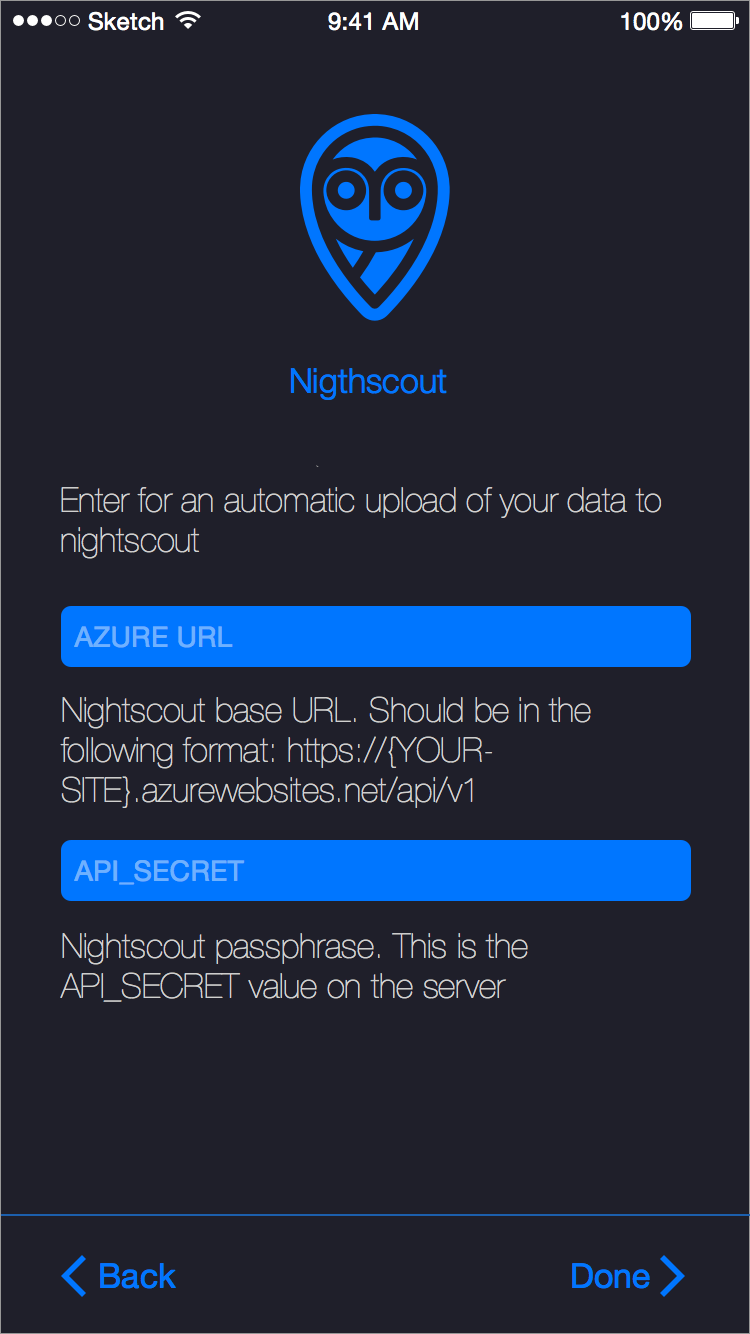 Sketch 9:41 AM 100%
Nigthscout
Enter for an automatic upload of your data to
nightscout
AZURE URL
Nightscout base URL. Should be in the
following format: https://{YOUR-
SITE}.azurewebsites.net/api/v1
API_SECRET
Nightscout passphrase. This is the
API_SECRET value on the server
Back Done